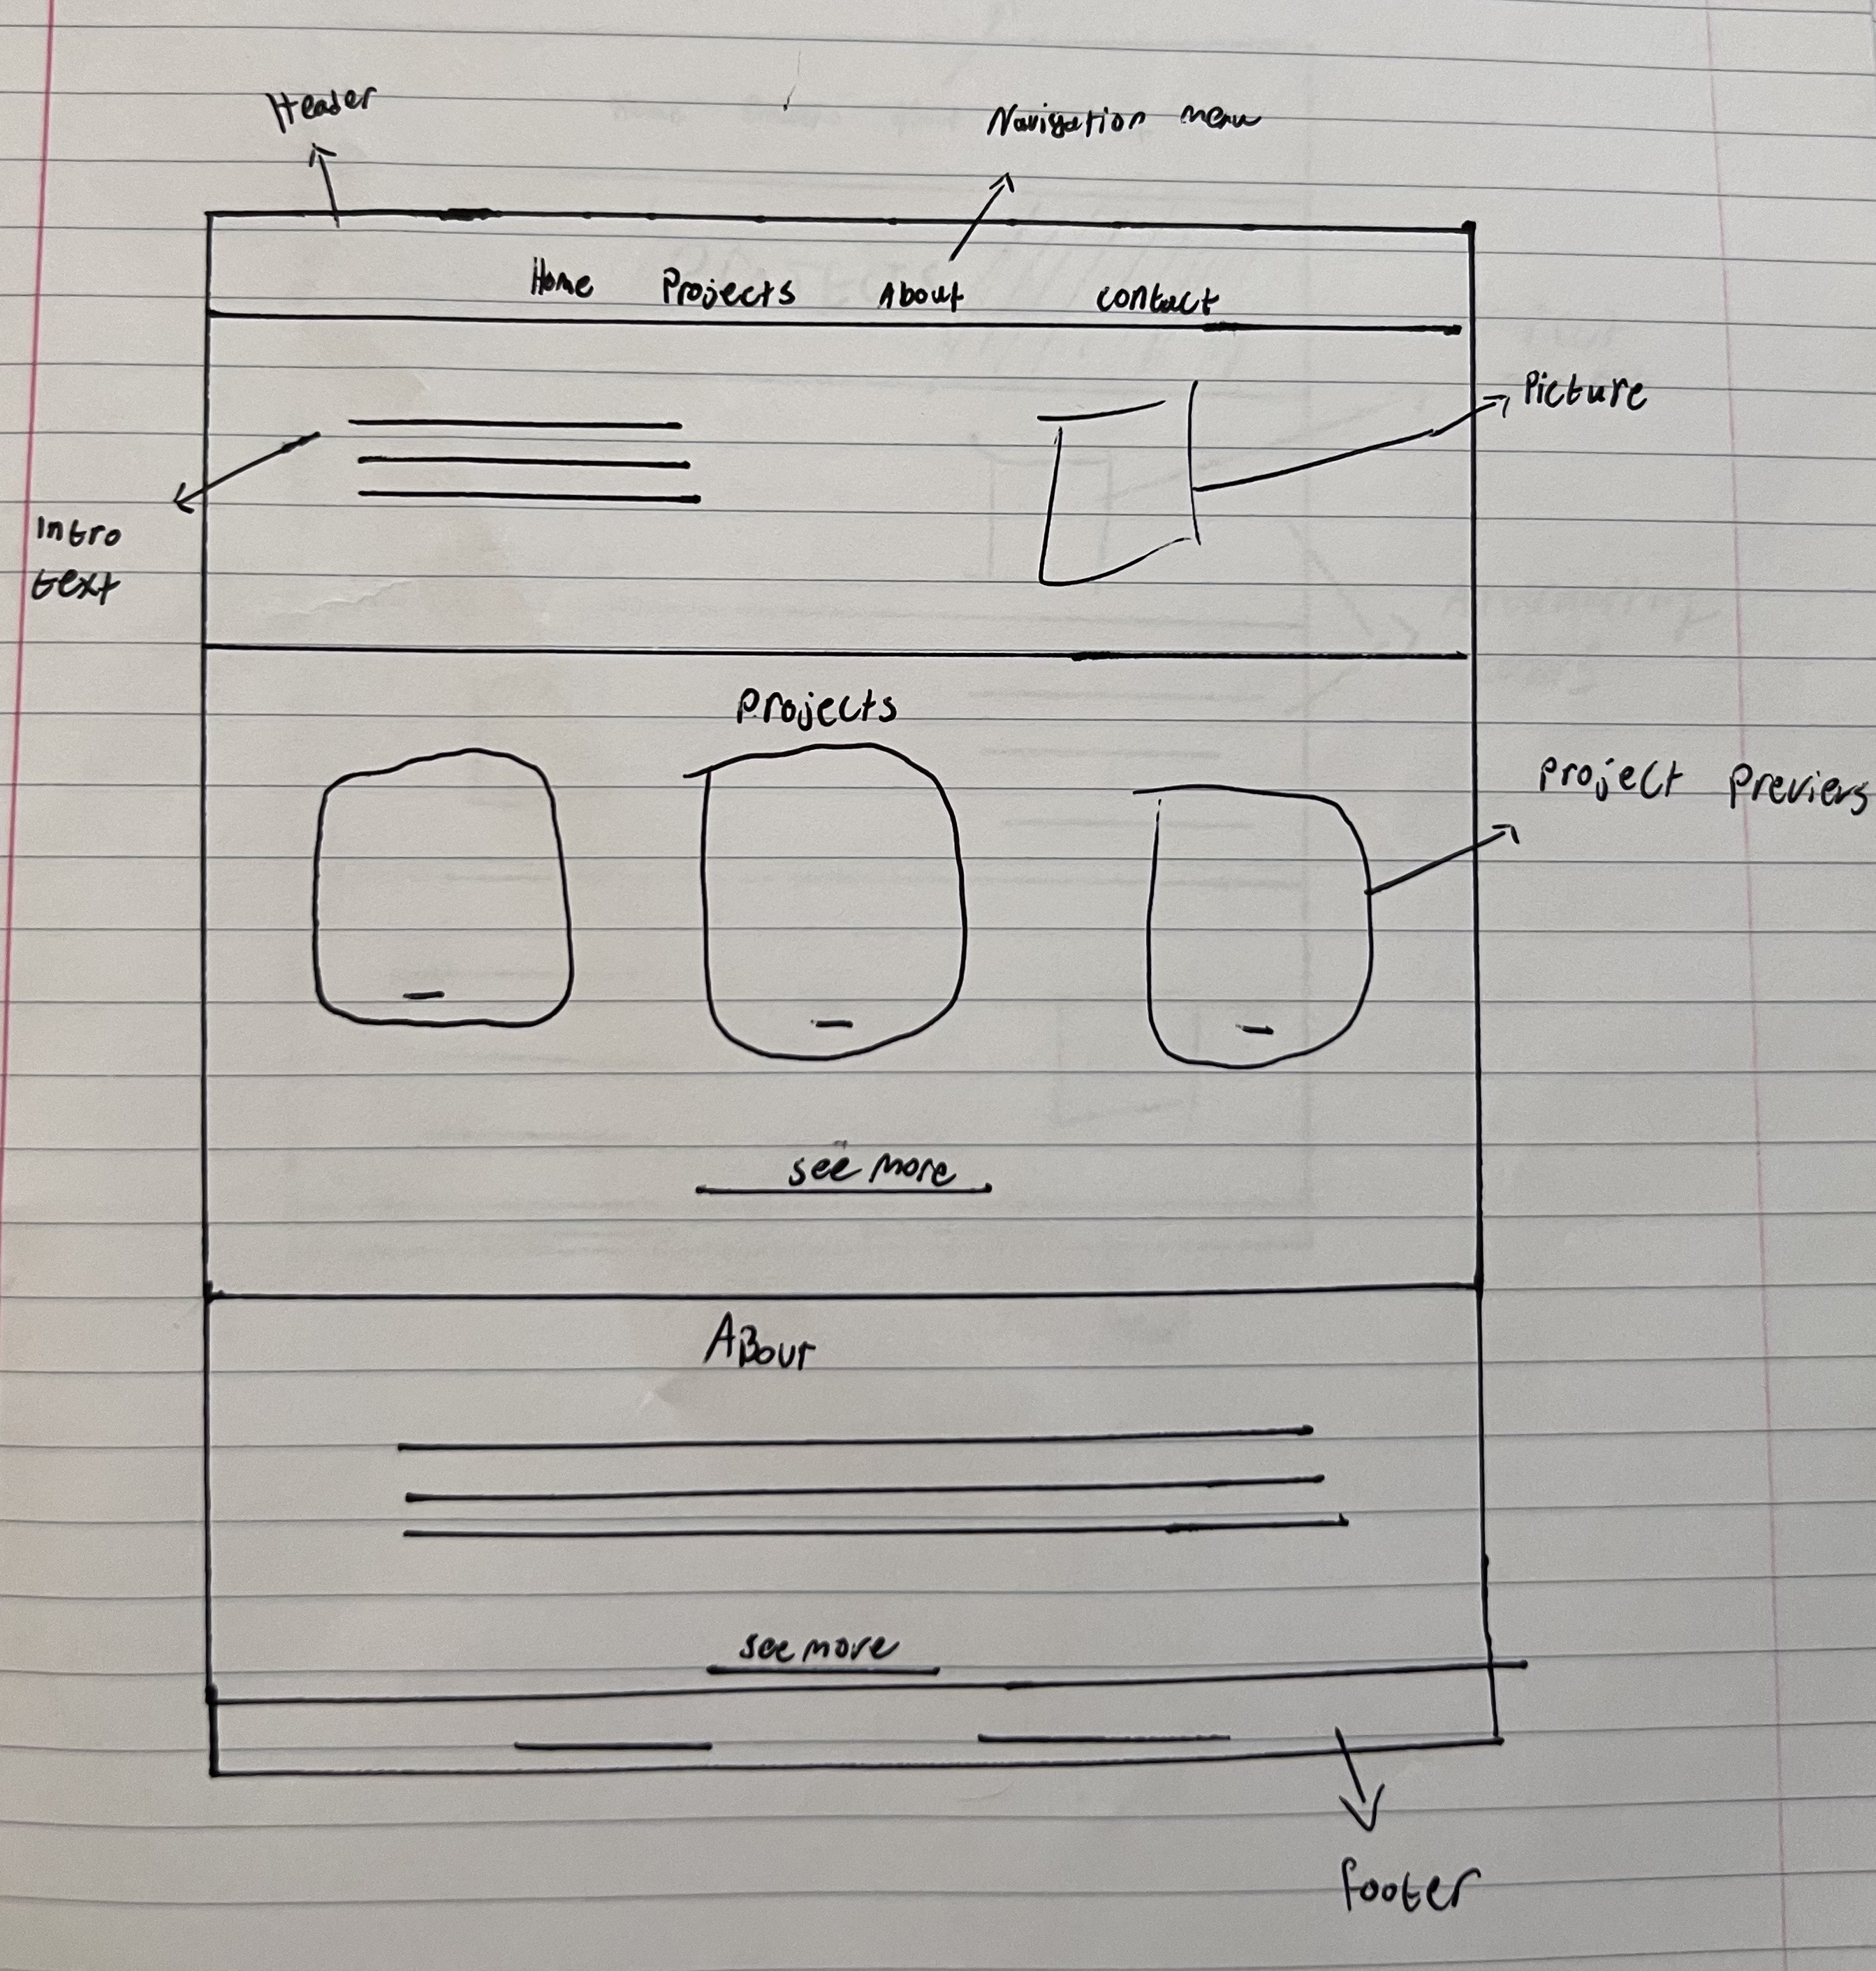 Header
Navigation menu
Home Projects About contact
Picture
Intro
text
Projects
Project Previers
see more
ABout
see more
footer